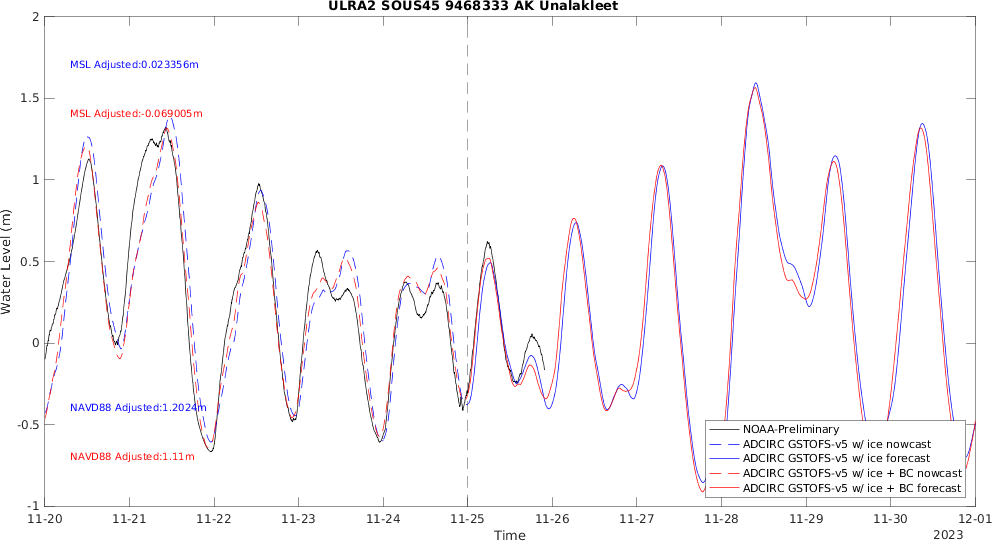 ULRA2 SOUS45 9468333 AK Unalakleet
2
1.5
1
0.5
0
-0.5
-1
Water Level (m)
MSL Adjusted:0.023356m
MSL Adjusted:-0.069005m
NAVD88 Adjusted:1.2024m
NAVD88 Adjusted:1.11m
NOAA-Preliminary
ADCIRC GSTOFS-v5 w/ ice nowcast
ADCIRC GSTOFS-v5 w/ ice forecast
ADCIRC GSTOFS-v5 w/ ice + BC nowcast
ADCIRC GSTOFS-v5 w/ ice + BC forecast
11-20 11-21 11-22 11-23 11-24 11-25 11-26 11-27 11-28 11-29 11-30 12-01
Time
2023